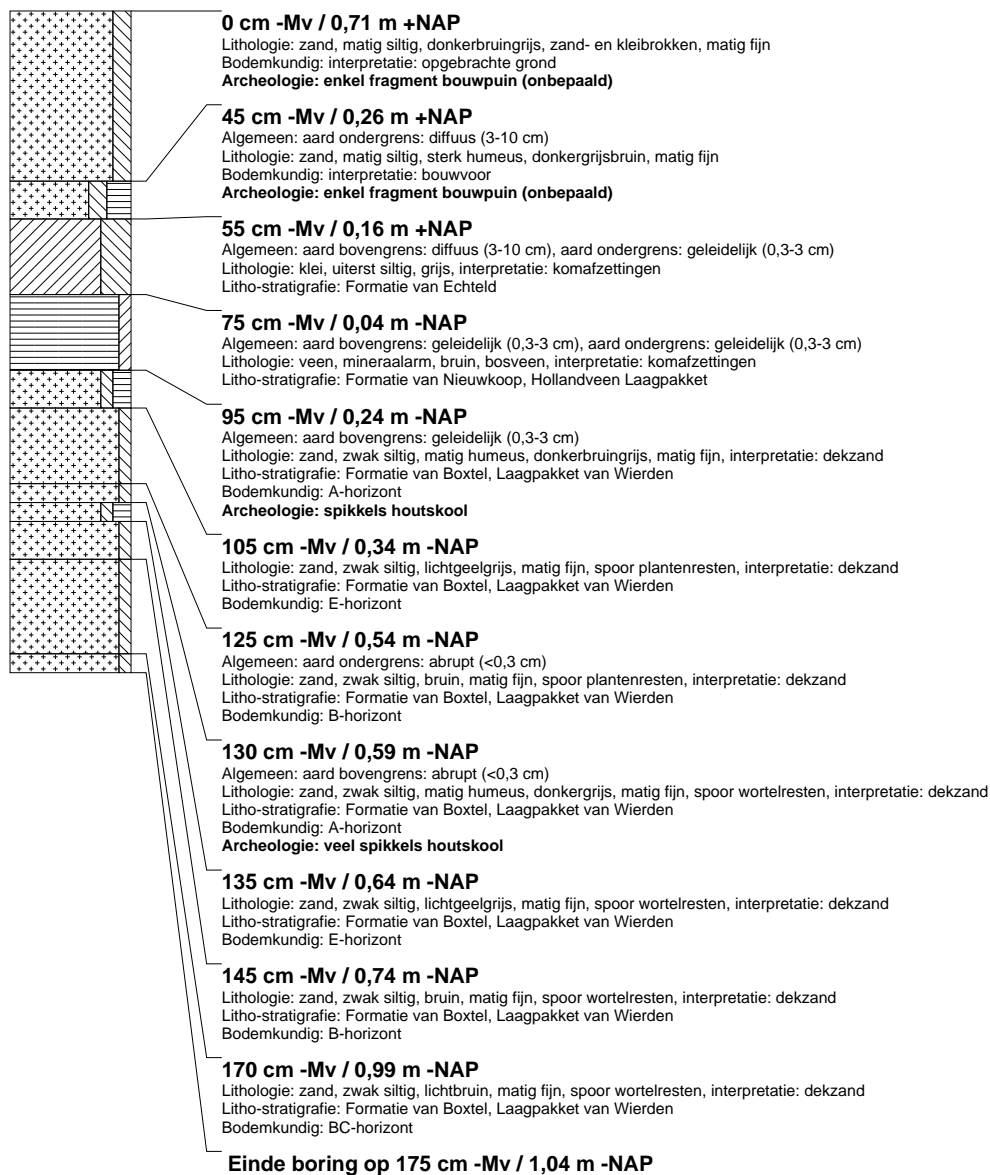 0 cm -Mv / 0,71 m +NAP
Lithologie: zand, matig siltig, donkerbruingrijs, zand- en kleibrokken, matig fijn
Bodemkundig: interpretatie: opgebrachte grond
Archeologie: enkel fragment bouwpuin (onbepaald)
45 cm -Mv / 0,26 m +NAP
Algemeen: aard ondergrens: diffuus (3-10 cm)
Lithologie: zand, matig siltig, sterk humeus, donkergrijsbruin, matig fijn
Bodemkundig: interpretatie: bouwvoor
Archeologie: enkel fragment bouwpuin (onbepaald)
55 cm -Mv / 0,16 m +NAP
Algemeen: aard bovengrens: diffuus (3-10 cm), aard ondergrens: geleidelijk (0,3-3 cm)
Lithologie: klei, uiterst siltig, grijs, interpretatie: komafzettingen
Litho-stratigrafie: Formatie van Echteld
75 cm -Mv / 0,04 m -NAP
Algemeen: aard bovengrens: geleidelijk (0,3-3 cm), aard ondergrens: geleidelijk (0,3-3 cm)
Lithologie: veen, mineraalarm, bruin, bosveen, interpretatie: komafzettingen
Litho-stratigrafie: Formatie van Nieuwkoop, Hollandveen Laagpakket
95 cm -Mv / 0,24 m -NAP
Algemeen: aard bovengrens: geleidelijk (0,3-3 cm)
Lithologie: zand, zwak siltig, matig humeus, donkerbruingrijs, matig fijn, interpretatie: dekzand
Litho-stratigrafie: Formatie van Boxtel, Laagpakket van Wierden
Bodemkundig: A-horizont
Archeologie: spikkels houtskool
105 cm -Mv / 0,34 m -NAP
Lithologie: zand, zwak siltig, lichtgeelgrijs, matig fijn, spoor plantenresten, interpretatie: dekzand
Litho-stratigrafie: Formatie van Boxtel, Laagpakket van Wierden
Bodemkundig: E-horizont
125 cm -Mv / 0,54 m -NAP
Algemeen: aard ondergrens: abrupt (<0,3 cm)
Lithologie: zand, zwak siltig, bruin, matig fijn, spoor plantenresten, interpretatie: dekzand
Litho-stratigrafie: Formatie van Boxtel, Laagpakket van Wierden
Bodemkundig: B-horizont
130 cm -Mv / 0,59 m -NAP
Algemeen: aard bovengrens: abrupt (<0,3 cm)
Lithologie: zand, zwak siltig, matig humeus, donkergrijs, matig fijn, spoor wortelresten, interpretatie: dekzand
Litho-stratigrafie: Formatie van Boxtel, Laagpakket van Wierden
Bodemkundig: A-horizont
Archeologie: veel spikkels houtskool
135 cm -Mv / 0,64 m -NAP
Lithologie: zand, zwak siltig, lichtgeelgrijs, matig fijn, spoor wortelresten, interpretatie: dekzand
Litho-stratigrafie: Formatie van Boxtel, Laagpakket van Wierden
Bodemkundig: E-horizont
145 cm -Mv / 0,74 m -NAP
Lithologie: zand, zwak siltig, bruin, matig fijn, spoor wortelresten, interpretatie: dekzand
Litho-stratigrafie: Formatie van Boxtel, Laagpakket van Wierden
Bodemkundig: B-horizont
170 cm -Mv / 0,99 m -NAP
Lithologie: zand, zwak siltig, lichtbruin, matig fijn, spoor wortelresten, interpretatie: dekzand
Litho-stratigrafie: Formatie van Boxtel, Laagpakket van Wierden
Bodemkundig: BC-horizont
Einde boring op 175 cm -Mv / 1,04 m -NAP